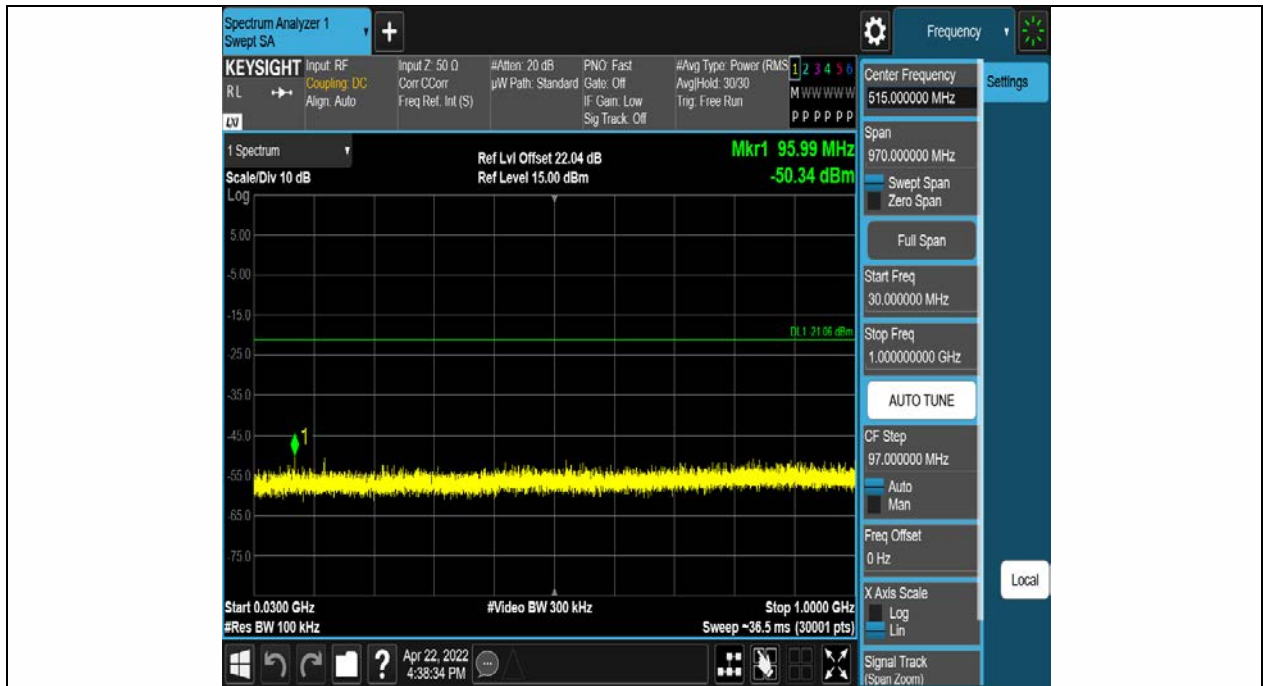 Spectrum Analyzer 1
Swept SA
+
Frequency
KEYSIGHT
RL
LXI
Input: RF
Coupling: DC
Align: Auto
Input Z: 50 Ω
Corr CCorr
Freq Ref: Int (S)
#Atten: 20 dB
µW Path: Standard
PNO: Fast
Gate: Off
IF Gain: Low
Sig Track: Off
#Avg Type: Power (RMS
Avg|Hold: 30/30
Trig: Free Run
1 2 3 4 5 6
M W W W W W
P P P P P P
1 Spectrum
Scale/Div 10 dB
Log
Ref Lvl Offset 22.04 dB
Ref Level 15.00 dBm
Mkr1 95.99 MHz
-50.34 dBm
5.00
-5.00
-15.0
DL1 -21.06 dBm
-25.0
-35.0
-45.0
1
-55.0
-65.0
-75.0
Start 0.0300 GHz
#Video BW 300 kHz
Stop 1.0000 GHz
#Res BW 100 kHz
Sweep ~36.5 ms (30001 pts)
?
Apr 22, 2022
4:38:34 PM
Center Frequency
515.000000 MHz
Settings
Span
970.000000 MHz
Swept Span
Zero Span
Full Span
Start Freq
30.000000 MHz
Stop Freq
1.000000000 GHz
AUTO TUNE
CF Step
97.000000 MHz
Auto
Man
Freq Offset
0 Hz
X Axis Scale
Log
Lin
Local
Signal Track
(Span Zoom)